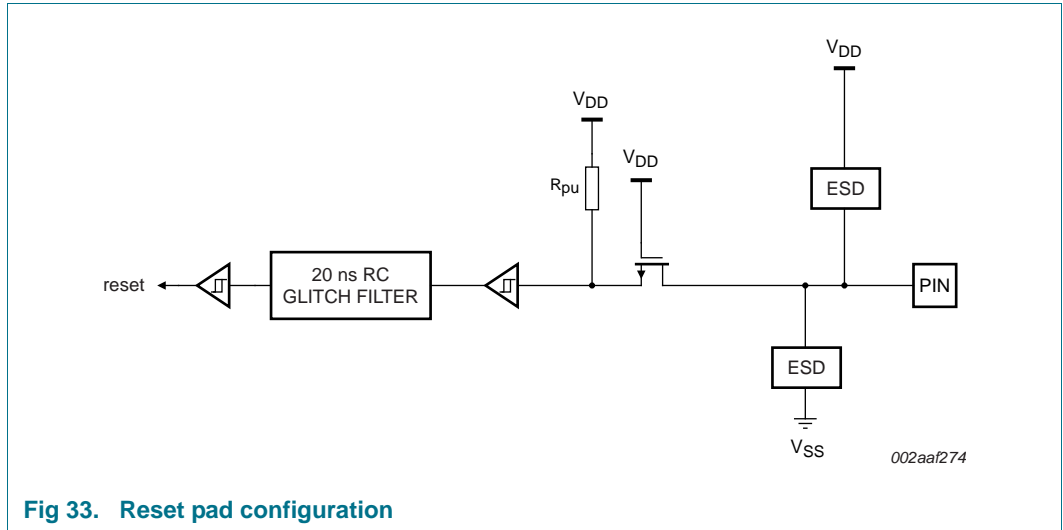 VDD
VDD
VDD
Rpu
ESD
reset
20 ns RC
GLITCH FILTER
PIN
ESD
VSS
002aaf274
Fig 33. Reset pad configuration